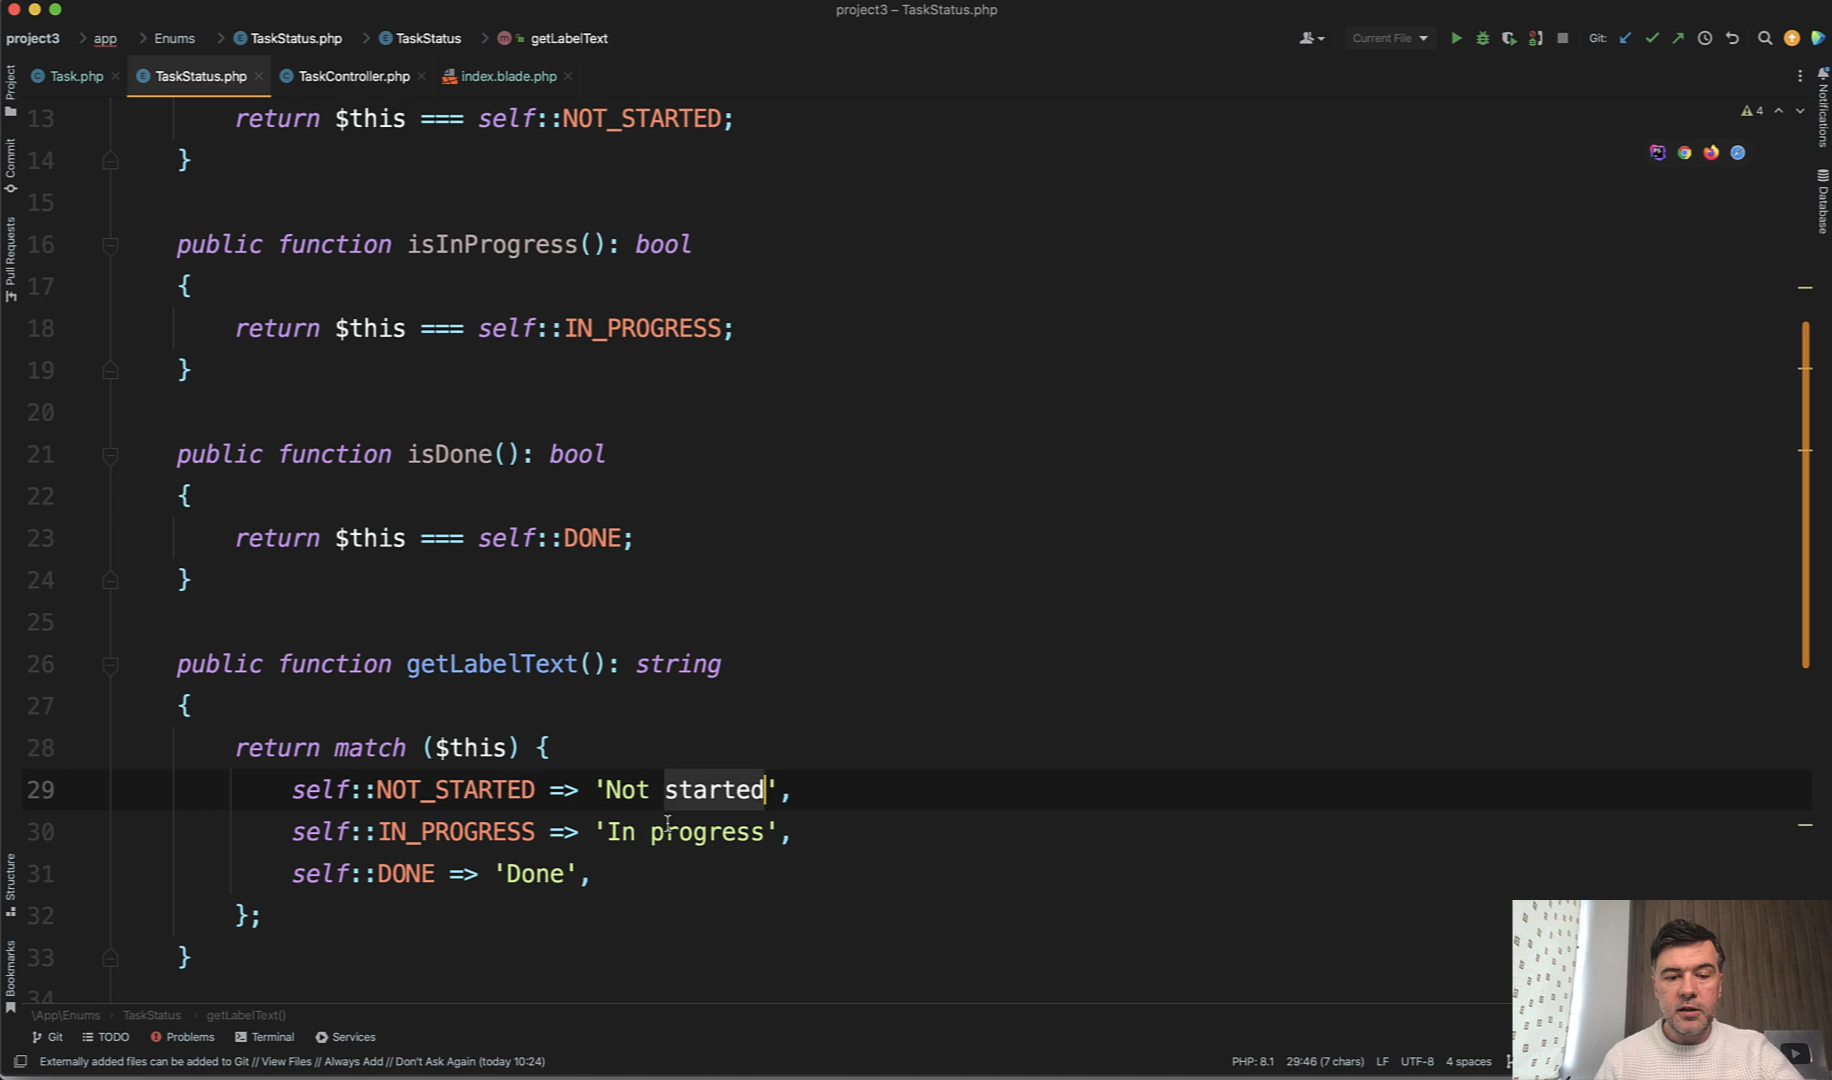 project3 – TaskStatus.php
project3 > app > Enums > TaskStatus.php > TaskStatus > getLabelText
Current File
Git:
Task.php TaskStatus.php TaskController.php index.blade.php
Project
Commit
Pull Requests
Structure
Bookmarks
Notifications
Database
4
13 return $this === self::NOT_STARTED;
14 }
15
16 public function isInProgress(): bool
17 {
18 return $this === self::IN_PROGRESS;
19 }
20
21 public function isDone(): bool
22 {
23 return $this === self::DONE;
24 }
25
26 public function getLabelText(): string
27 {
28 return match ($this) {
29 self::NOT_STARTED => 'Not started',
30 self::IN_PROGRESS => 'In progress',
31 self::DONE => 'Done',
32 };
33 }
34
\App\Enums TaskStatus getLabelText()
Git TODO Problems Terminal Services
Externally added files can be added to Git // View Files // Always Add // Don't Ask Again (today 10:24)
PHP: 8.1 29:46 (7 chars) LF UTF-8 4 spaces